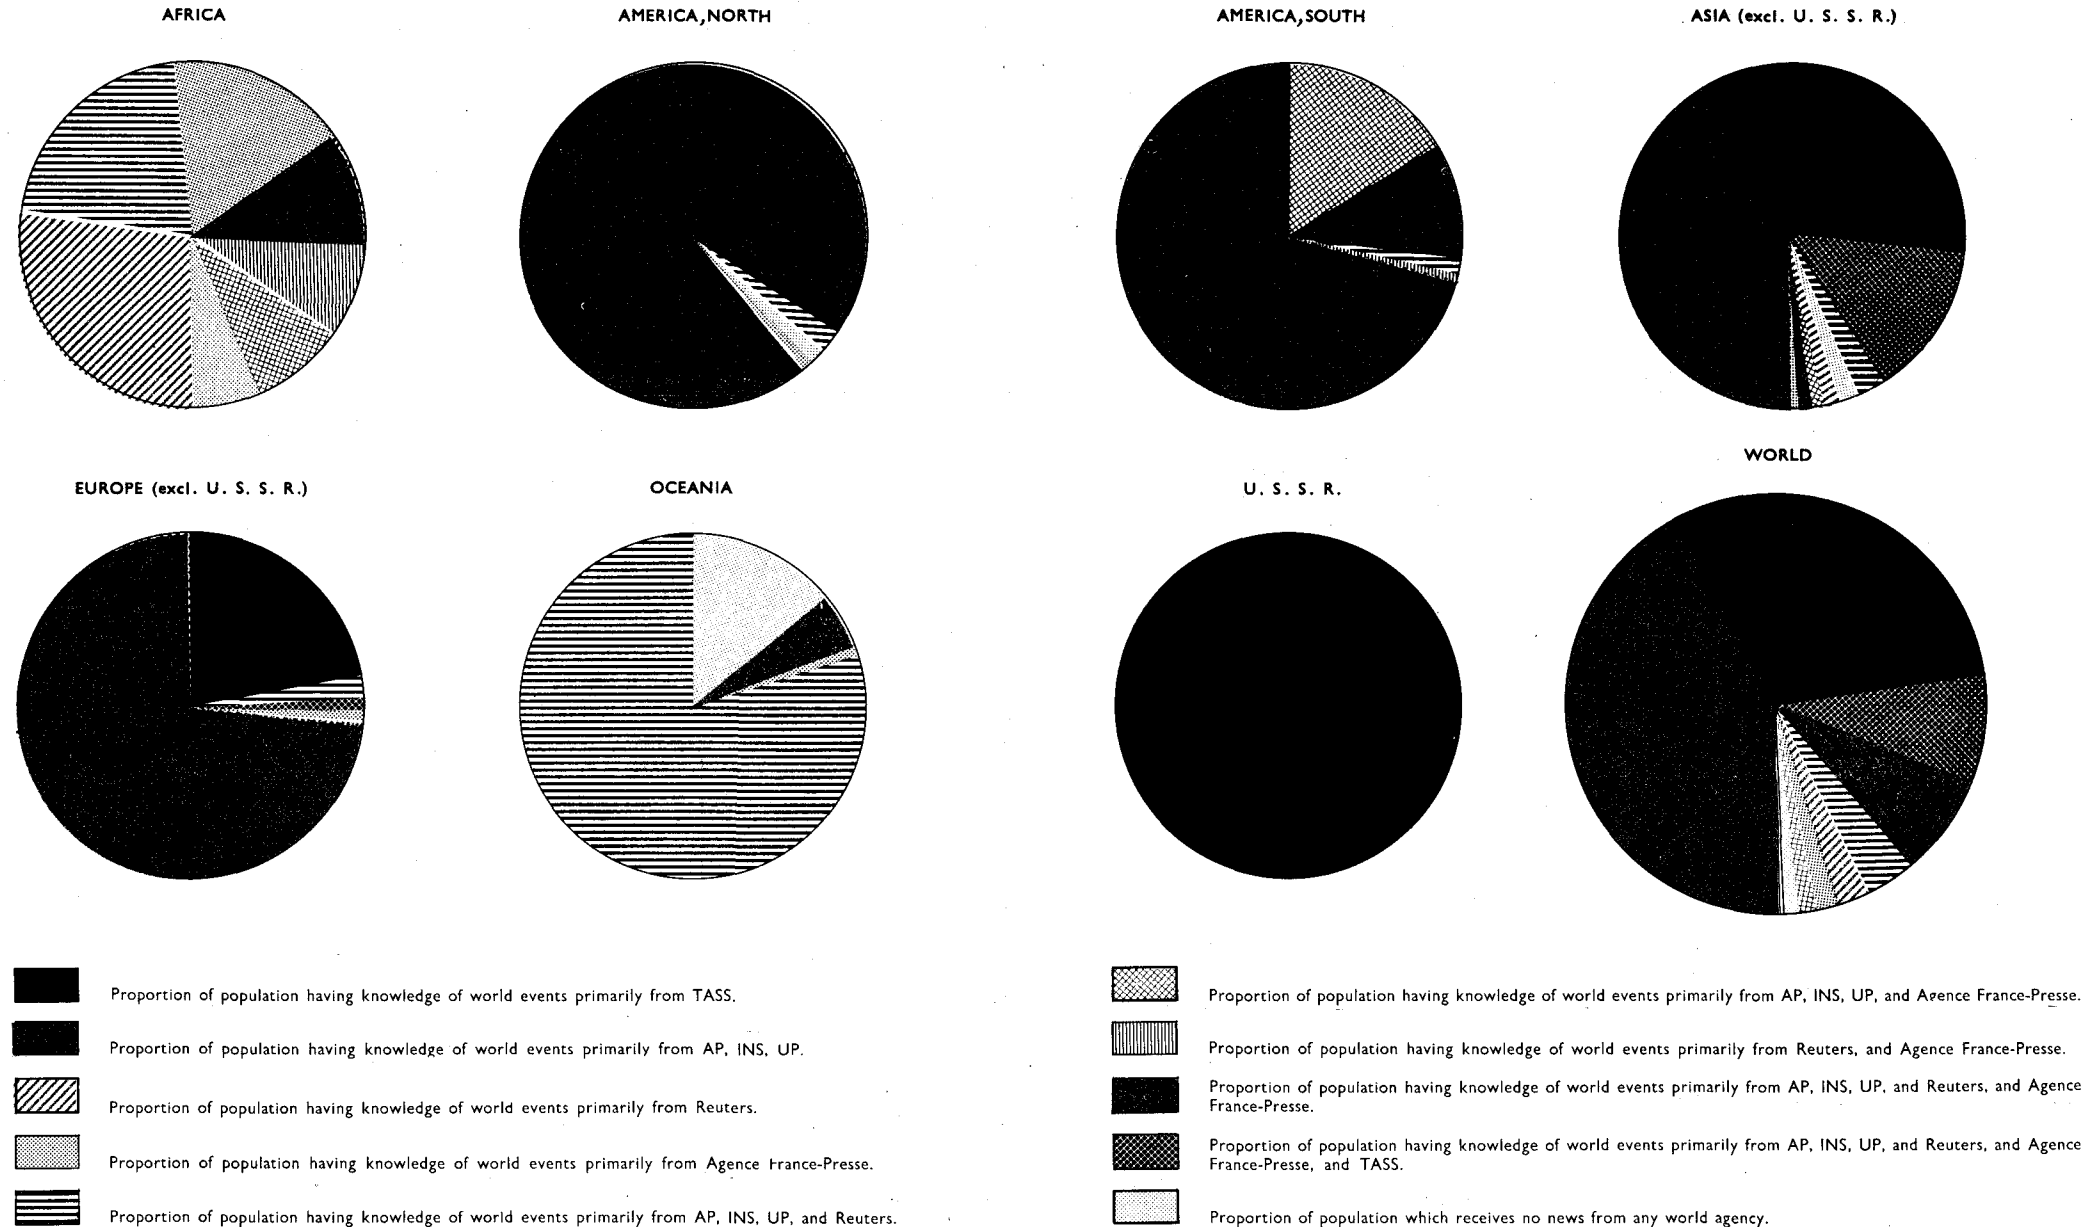 AFRICA
AMERICA, NORTH
AMERICA, SOUTH
ASIA (excl. U. S. S. R.)
EUROPE (excl. U. S. S. R.)
OCEANIA
U. S. S. R.
WORLD
Proportion of population having knowledge of world events primarily from TASS.
Proportion of population having knowledge of world events primarily from AP, INS, UP.
Proportion of population having knowledge of world events primarily from Reuters.
Proportion of population having knowledge of world events primarily from Agence France-Presse.
Proportion of population having knowledge of world events primarily from AP, INS, UP, and Reuters.
Proportion of population having knowledge of world events primarily from AP, INS, UP, and Agence France-Presse.
Proportion of population having knowledge of world events primarily from Reuters, and Agence France-Presse.
Proportion of population having knowledge of world events primarily from AP, INS, UP, and Reuters, and Agence
France-Presse.
Proportion of population having knowledge of world events primarily from AP, INS, UP, and Reuters, and Agence
France-Presse, and TASS.
Proportion of population which receives no news from any world agency.